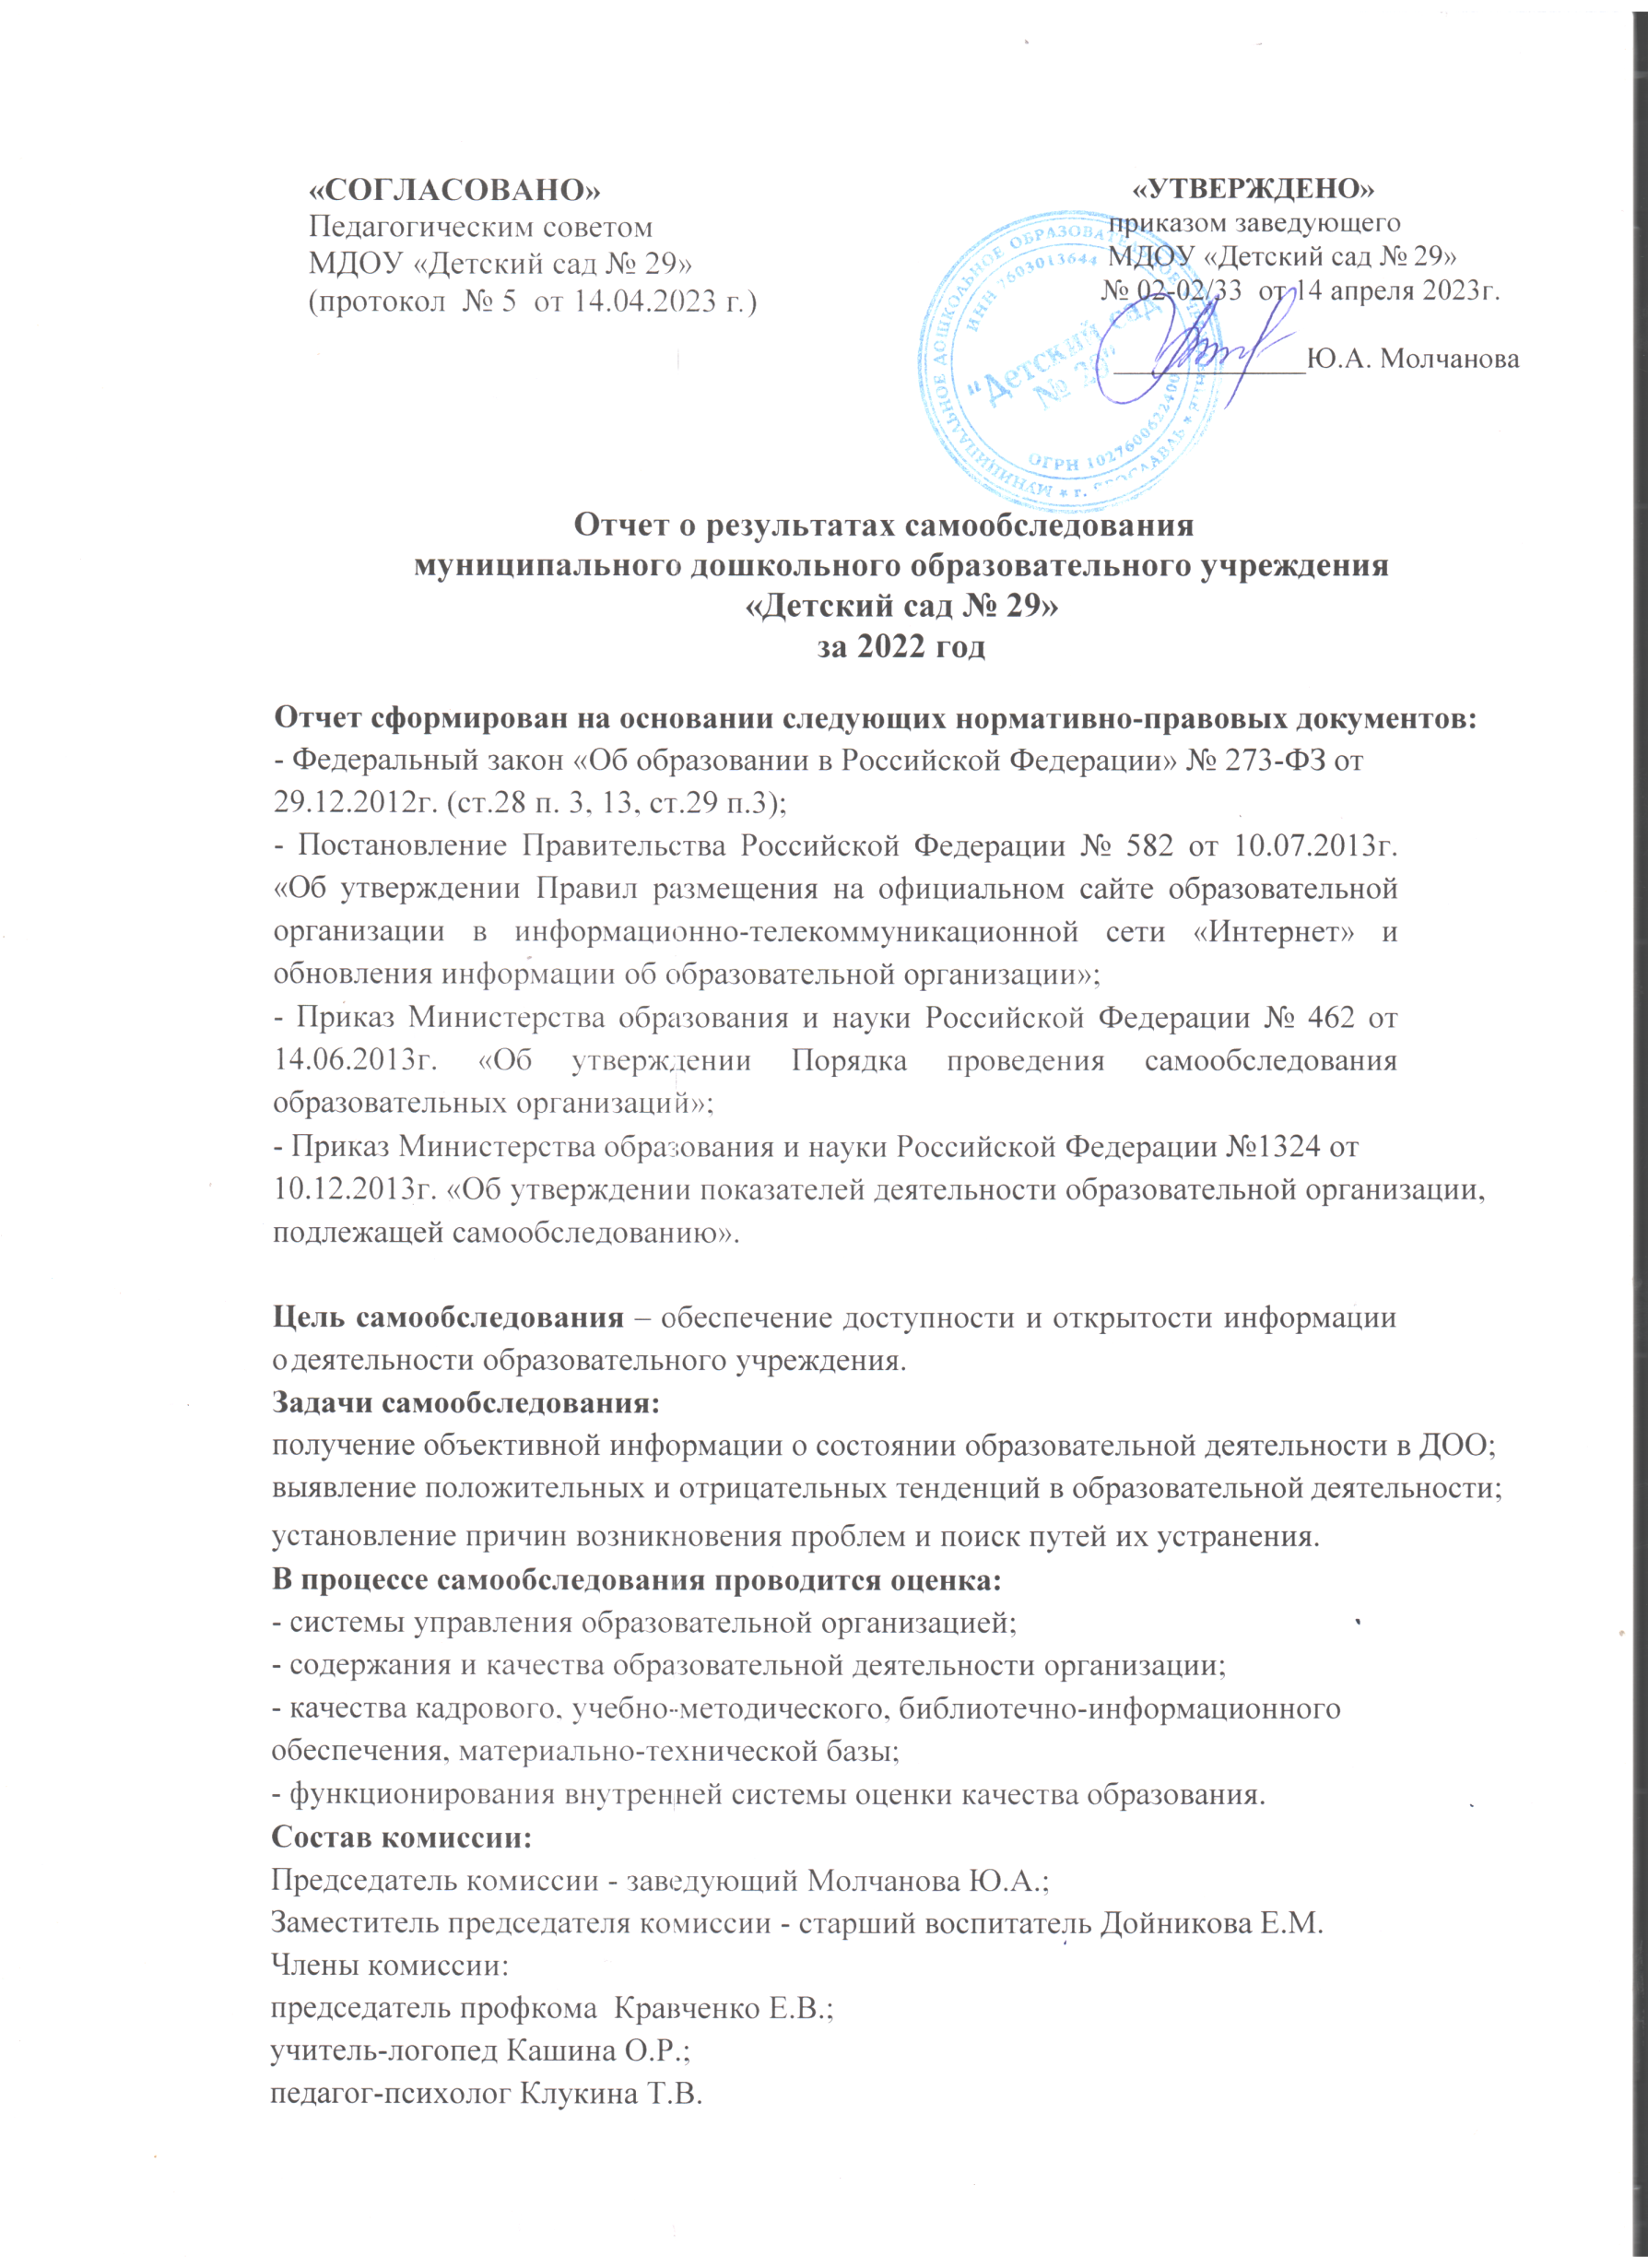 «СОГЛАСОВАНО»
Педагогическим советом
МДОУ «Детский сад № 29»
(протокол № 5 от 14.04.2023 г.)
«УТВЕРЖДЕНО»
приказом заведующего
МДОУ «Детский сад № 29»
№ 02-02/33 от 14 апреля 2023г.
Ю.А. Молчанова
МУНИЦИПАЛЬНОЕ ДОШКОЛЬНОЕ ОБРАЗОВАТЕЛЬНОЕ
ИНН 7603013644
"Детский сад
№ 29"
ОГРН 1027600622400
Отчет о результатах самообследования
муниципального дошкольного образовательного учреждения
«Детский сад № 29»
за 2022 год
Отчет сформирован на основании следующих нормативно-правовых документов:
- Федеральный закон «Об образовании в Российской Федерации» № 273-ФЗ от
29.12.2012г. (ст.28 п. 3, 13, ст.29 п.3);
- Постановление Правительства Российской Федерации № 582 от 10.07.2013г.
«Об утверждении Правил размещения на официальном сайте образовательной
организации в информационно-телекоммуникационной сети «Интернет» и
обновления информации об образовательной организации»;
- Приказ Министерства образования и науки Российской Федерации № 462 от
14.06.2013г. «Об утверждении Порядка проведения самообследования
образовательных организаций»;
- Приказ Министерства образования и науки Российской Федерации №1324 от
10.12.2013г. «Об утверждении показателей деятельности образовательной организации,
подлежащей самообследованию».
Цель самообследования – обеспечение доступности и открытости информации
о деятельности образовательного учреждения.
Задачи самообследования:
получение объективной информации о состоянии образовательной деятельности в ДОО;
выявление положительных и отрицательных тенденций в образовательной деятельности;
установление причин возникновения проблем и поиск путей их устранения.
В процессе самообследования проводится оценка:
- системы управления образовательной организацией;
- содержания и качества образовательной деятельности организации;
- качества кадрового, учебно-методического, библиотечно-информационного
обеспечения, материально-технической базы;
- функционирования внутренней системы оценки качества образования.
Состав комиссии:
Председатель комиссии - заведующий Молчанова Ю.А.;
Заместитель председателя комиссии - старший воспитатель Дойникова Е.М.
Члены комиссии:
председатель профкома Кравченко Е.В.;
учитель-логопед Кашина О.Р.;
педагог-психолог Клукина Т.В.